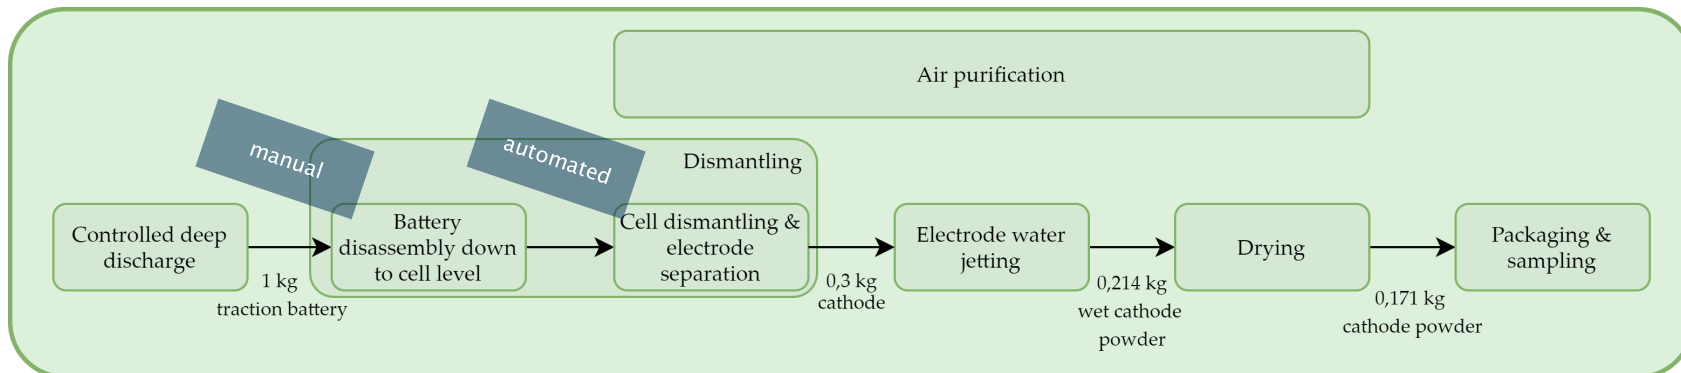 Air purification
manual
automated
Dismantling
Controlled deep
discharge
1 kg
traction battery
Battery
disassembly down
to cell level
Cell dismantling &
electrode
separation
0,3 kg
cathode
Electrode water
jetting
0,214 kg
wet cathode
powder
Drying
0,171 kg
cathode powder
Packaging &
sampling